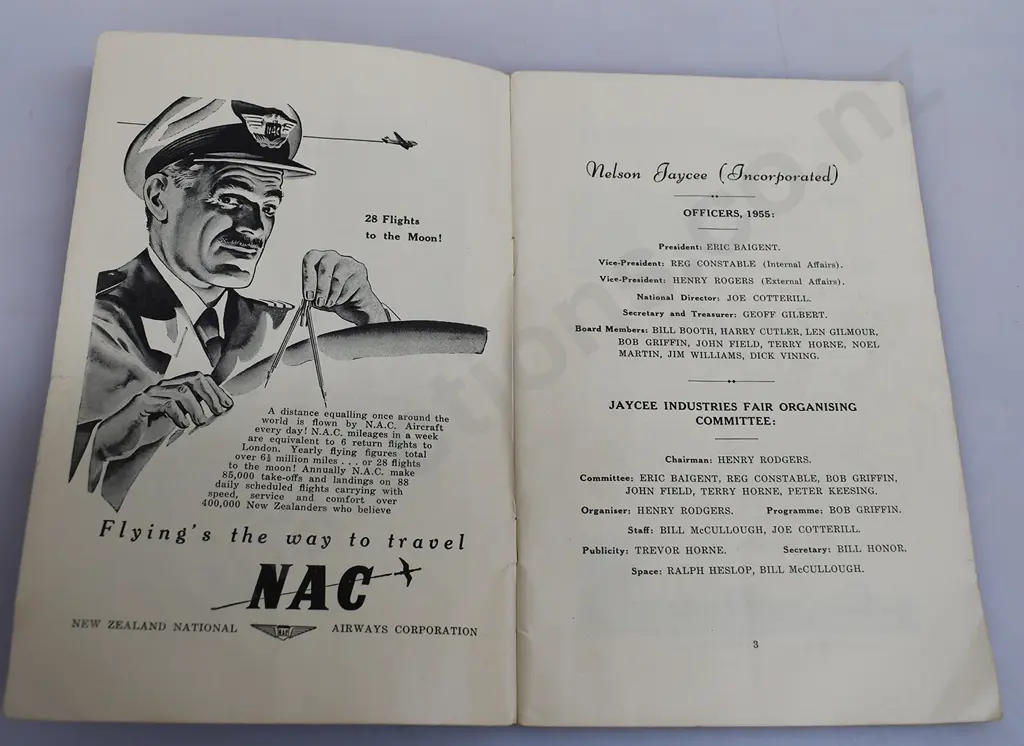 NAC
28 Flights
to the Moon!
A distance equalling once around the
world is flown by N.A.C. Aircraft
every day! N.A.C. mileages in a week
are equivalent to 6 return flights to
London. Yearly flying figures total
over 6½ million miles . . . or 28 flights
to the moon! Annually N.A.C. make
85,000 take-offs and landings on 88
daily scheduled flights carrying with
speed, service and comfort over
400,000 New Zealanders who believe
Flying's the way to travel
NAC
NEW ZEALAND NATIONAL NAC AIRWAYS CORPORATION
Nelson Jaycee (Incorporated)
OFFICERS, 1955:
President: ERIC BAIGENT.
Vice-President: REG CONSTABLE (Internal Affairs).
Vice-President: HENRY ROGERS (External Affairs).
National Director: JOE COTTERILL.
Secretary and Treasurer: GEOFF GILBERT.
Board Members: BILL BOOTH, HARRY CUTLER, LEN GILMOUR,
BOB GRIFFIN, JOHN FIELD, TERRY HORNE, NOEL
MARTIN, JIM WILLIAMS, DICK VINING.
JAYCEE INDUSTRIES FAIR ORGANISING
COMMITTEE:
Chairman: HENRY RODGERS.
Committee: ERIC BAIGENT, REG CONSTABLE, BOB GRIFFIN,
JOHN FIELD, TERRY HORNE, PETER KEESING.
Organiser: HENRY RODGERS. Programme: BOB GRIFFIN.
Staff: BILL McCULLOUGH, JOE COTTERILL.
Publicity: TREVOR HORNE. Secretary: BILL HONOR.
Space: RALPH HESLOP, BILL McCULLOUGH.
3